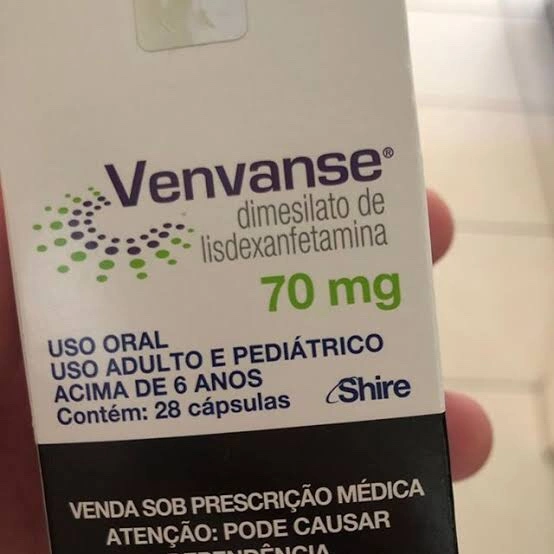 Venvanse®
dimesilato de
lisdexanfetamina
70 mg
USO ORAL
USO ADULTO E PEDIÁTRICO
ACIMA DE 6 ANOS
Contém: 28 cápsulas
Shire
VENDA SOB PRESCRIÇÃO MÉDICA
ATENÇÃO: PODE CAUSAR
DEPENDÊNCIA